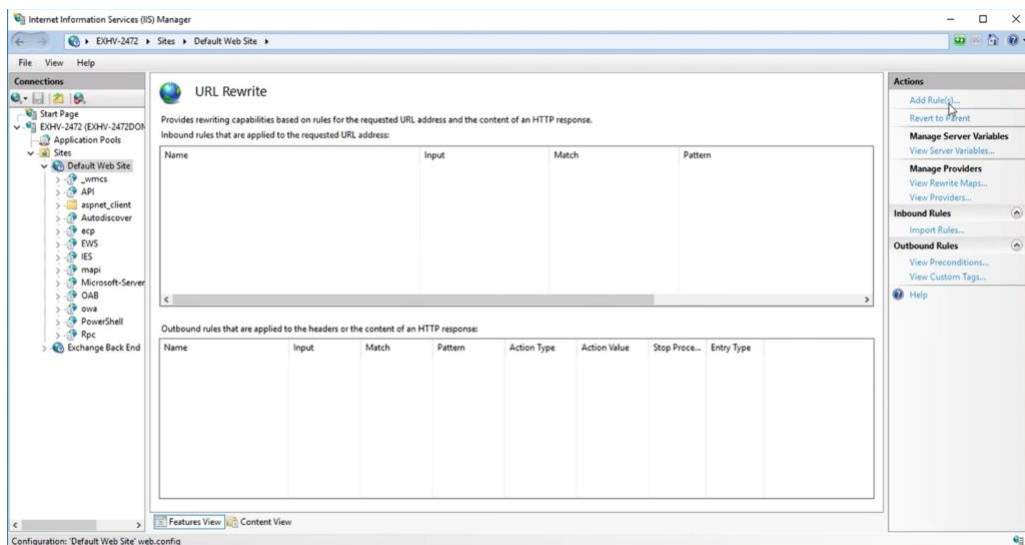 Internet Information Services (IIS) Manager
EXHV-2472 Sites Default Web Site
File View Help
Connections
Start Page
EXHV-2472 (EXHV-2472DOM
Application Pools
Sites
Default Web Site
_wmcs
API
aspnet_client
Autodiscover
ecp
EWS
IES
mapi
Microsoft-Server
OAB
owa
PowerShell
Rpc
Exchange Back End
URL Rewrite
Provides rewriting capabilities based on rules for the requested URL address and the content of an HTTP response.
Inbound rules that are applied to the requested URL address:
Name Input Match Pattern
Outbound rules that are applied to the headers or the content of an HTTP response:
Name Input Match Pattern Action Type Action Value Stop Proce... Entry Type
Features View Content View
Actions
Add Rule(s)...
Revert to Parent
Manage Server Variables
View Server Variables...
Manage Providers
View Rewrite Maps...
View Providers...
Inbound Rules
Import Rules...
Outbound Rules
View Preconditions...
View Custom Tags...
Help
Configuration: 'Default Web Site' web.config